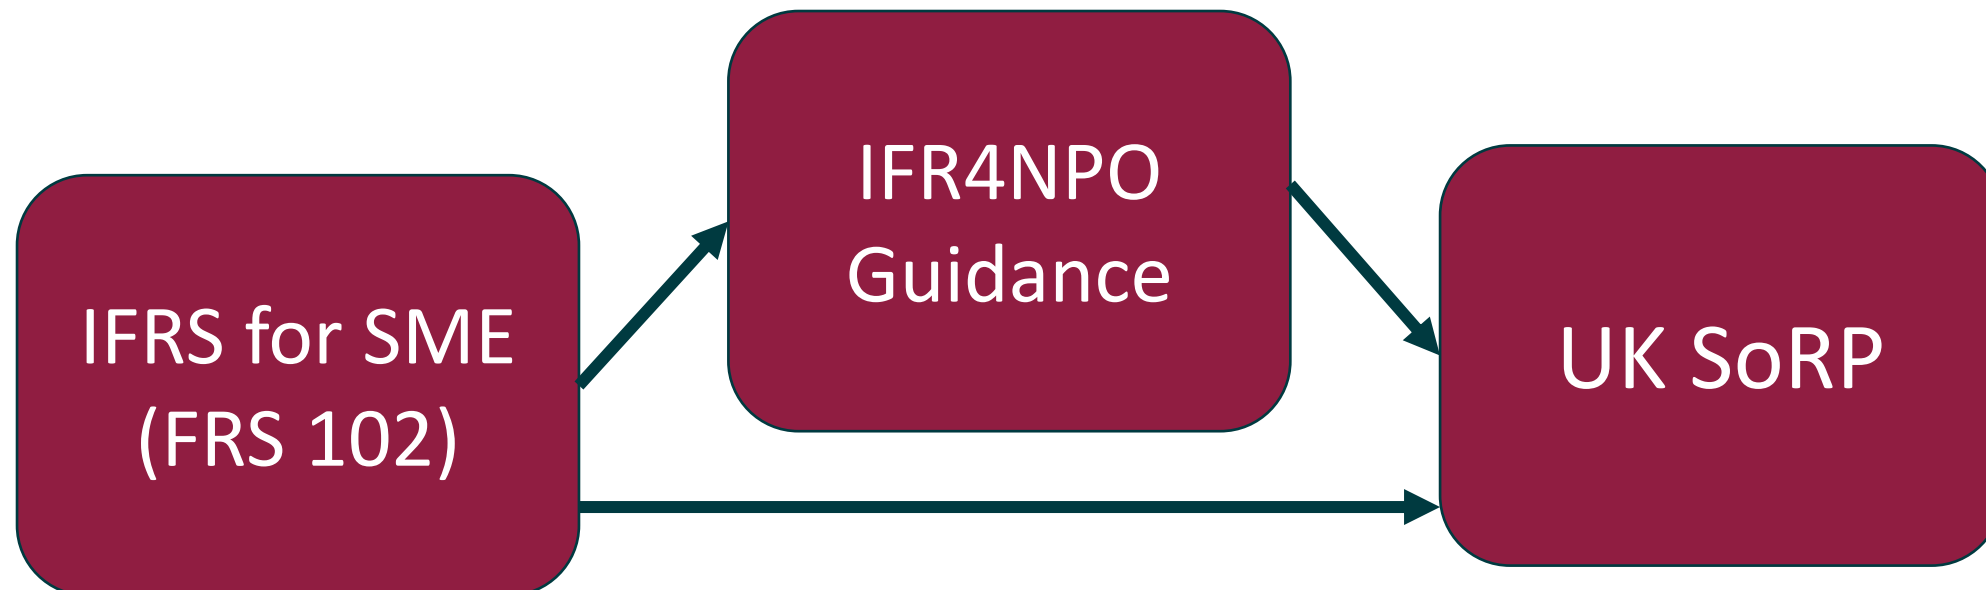 IFRS for SME
(FRS 102)
IFR4NPO
Guidance
UK SoRP